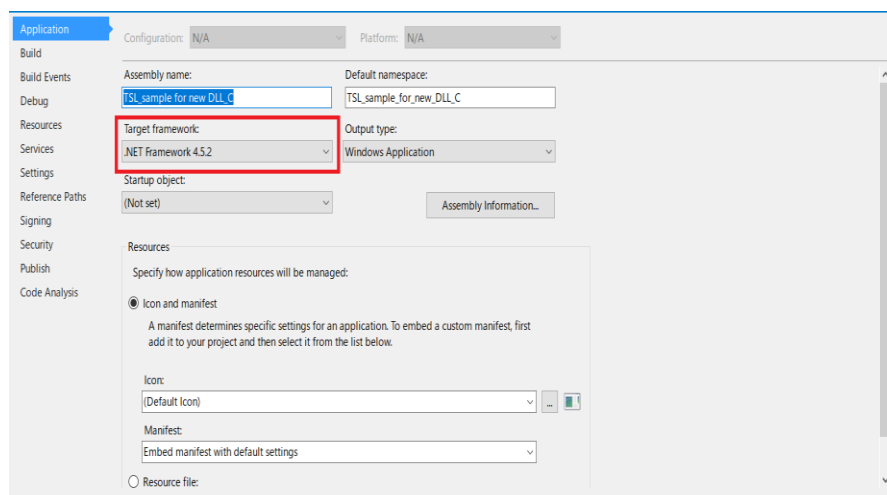 Application
Build
Build Events
Debug
Resources
Services
Settings
Reference Paths
Signing
Security
Publish
Code Analysis
Configuration: N/A Platform: N/A
Assembly name: Default namespace:
TSL_sample for new DLL_C TSL_sample_for_new_DLL_C
Target framework: Output type:
.NET Framework 4.5.2 Windows Application
Startup object:
(Not set) Assembly Information...
Resources
Specify how application resources will be managed:
Icon and manifest
A manifest determines specific settings for an application. To embed a custom manifest, first
add it to your project and then select it from the list below.
Icon:
(Default Icon) ...
Manifest:
Embed manifest with default settings
Resource file: